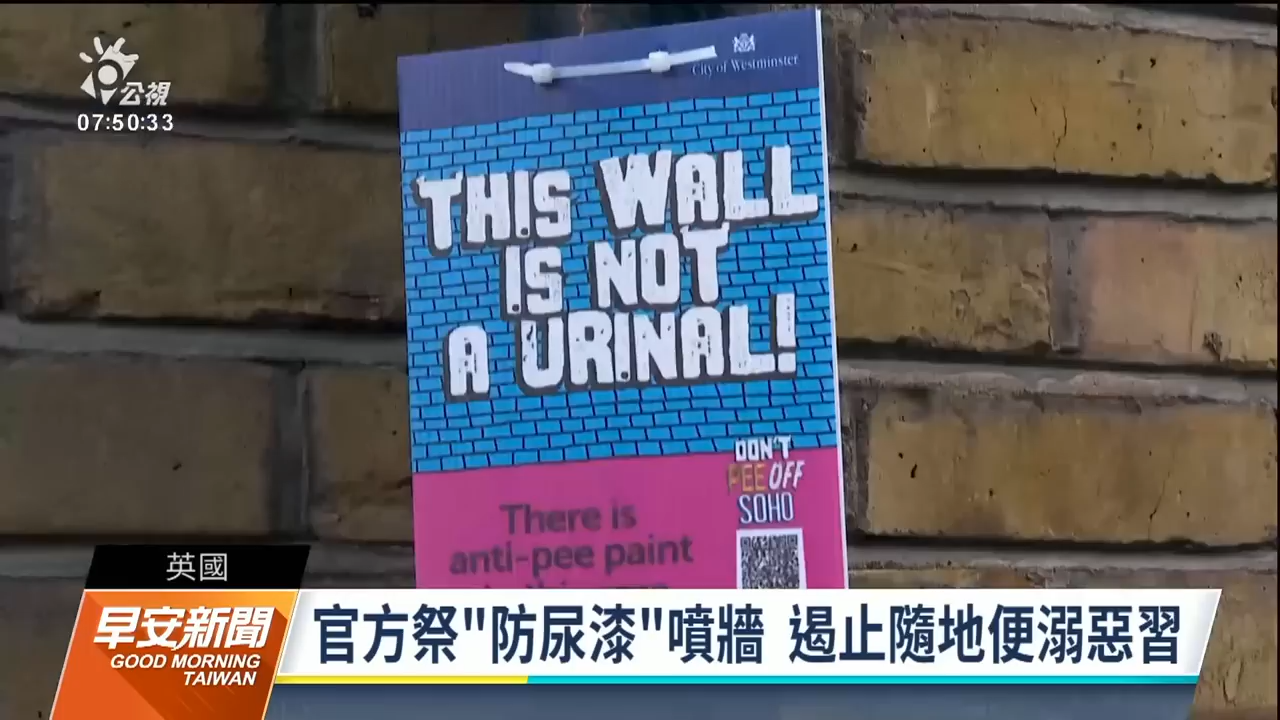 公視
07:50:33
City of Westminster
THIS WALL
IS NOT
A URINAL!
DON'T
PEE OFF
SOHO
There is
anti-pee paint
英國
早安新聞
GOOD MORNING
TAIWAN
官方祭"防尿漆"噴牆 遏止隨地便溺惡習